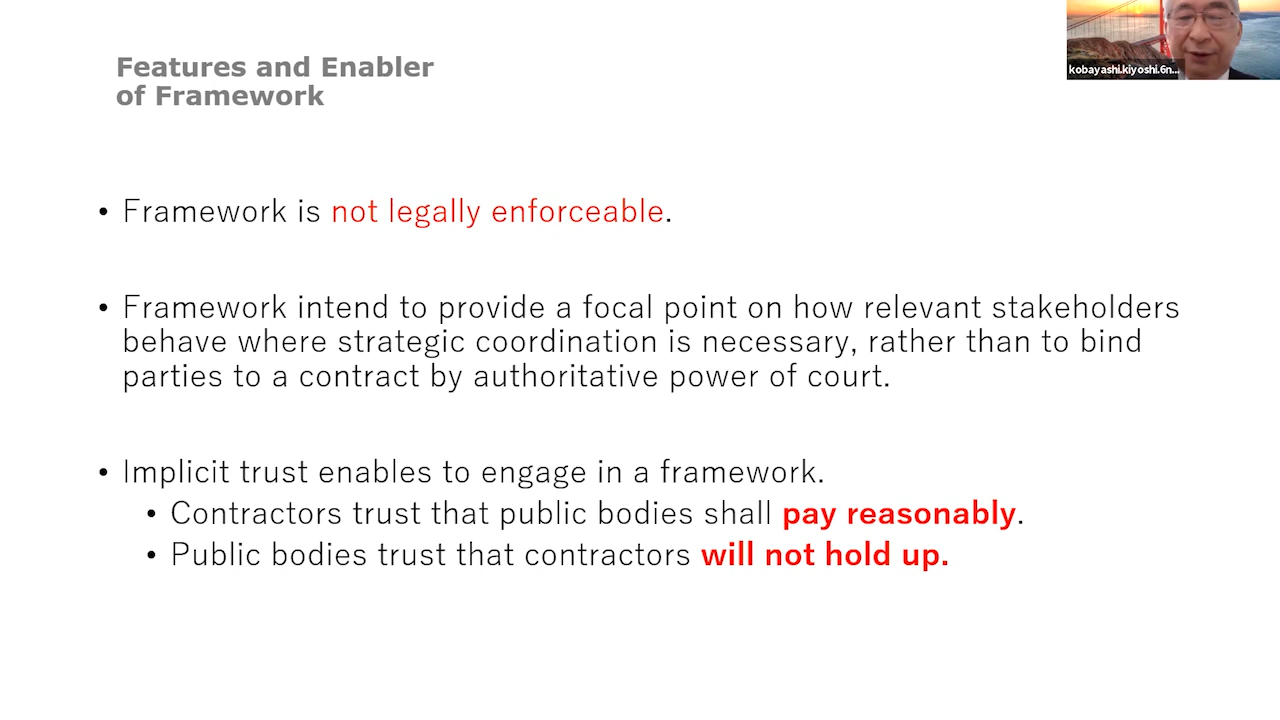 kobayashi.kiyoshi.6n...
Features and Enabler
of Framework
• Framework is not legally enforceable.
• Framework intend to provide a focal point on how relevant stakeholders
behave where strategic coordination is necessary, rather than to bind
parties to a contract by authoritative power of court.
• Implicit trust enables to engage in a framework.
• Contractors trust that public bodies shall pay reasonably.
• Public bodies trust that contractors will not hold up.